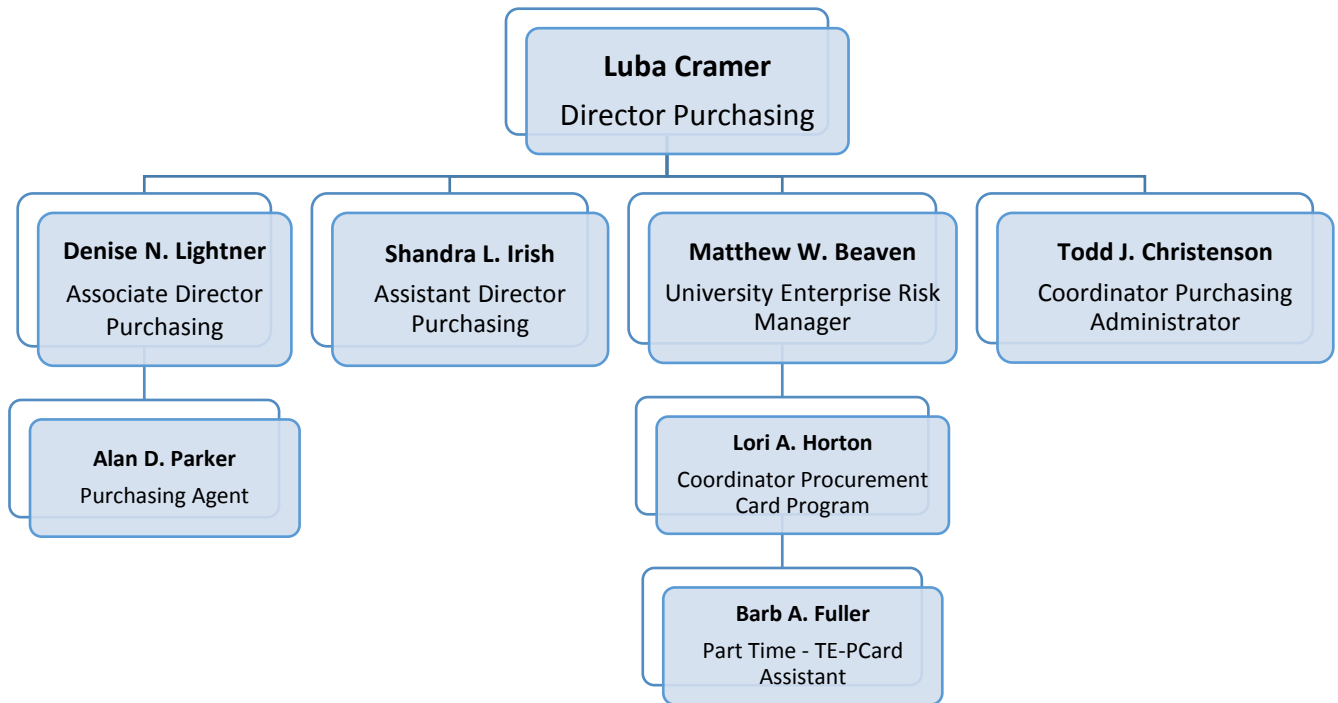 Luba Cramer
Director Purchasing
Denise N. Lightner
Associate Director
Purchasing
Shandra L. Irish
Assistant Director
Purchasing
Matthew W. Beaven
University Enterprise Risk
Manager
Todd J. Christenson
Coordinator Purchasing
Administrator
Alan D. Parker
Purchasing Agent
Lori A. Horton
Coordinator Procurement
Card Program
Barb A. Fuller
Part Time - TE-PCard
Assistant